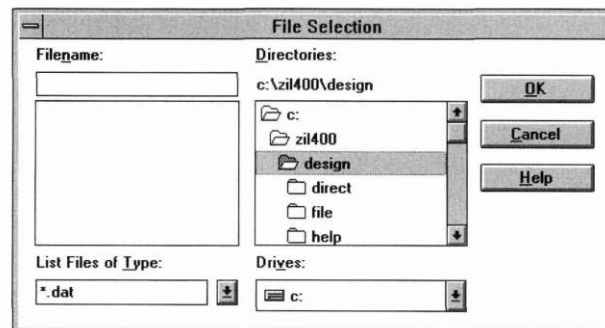 File Selection
Filename:
Directories:
c:\zil400\design
OK
c:
zil400
Cancel
design
direct
Help
file
help
List Files of Type:
Drives:
*.dat
c: